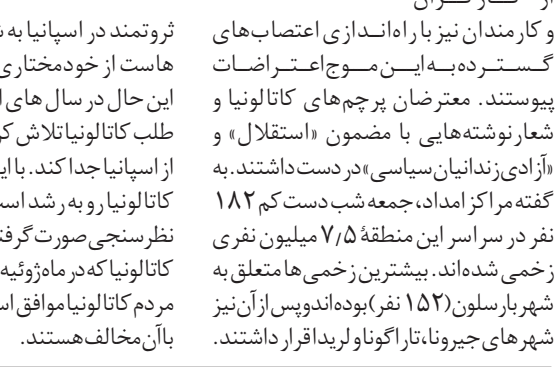 و کارمندان نیز با راه‌اندازی اعتصاب‌های
گسترده به این موج اعتراضات
پیوستند. معترضان پرچم‌های کاتالونیا و
شعارنوشته‌هایی با مضمون «استقلال» و
«آزادی زندانیان سیاسی» در دست داشتند. به
گفته مراکز امداد، جمعه شب دست کم ۱۸۲
نفر در سراسر این منطقهٔ ۷٫۵ میلیون نفری
زخمی شده‌اند. بیشترین زخمی‌ها متعلق به
شهر بارسلون (۱۵۲ نفر) بوده‌اند و پس از آن نیز
شهرهای جیرونا، تاراگونا و لریدا قرار داشتند.
ثروتمند در اسپانیا به
هاست از خودمختاری
این حال در سال های
طلب کاتالونیا تلاش
از اسپانیا جدا کند. با
کاتالونیا رو به رشد
نظرسنجی صورت
کاتالونیا که در ماه ژوئیه
مردم کاتالونیا موافق
با آن مخالف هستند.